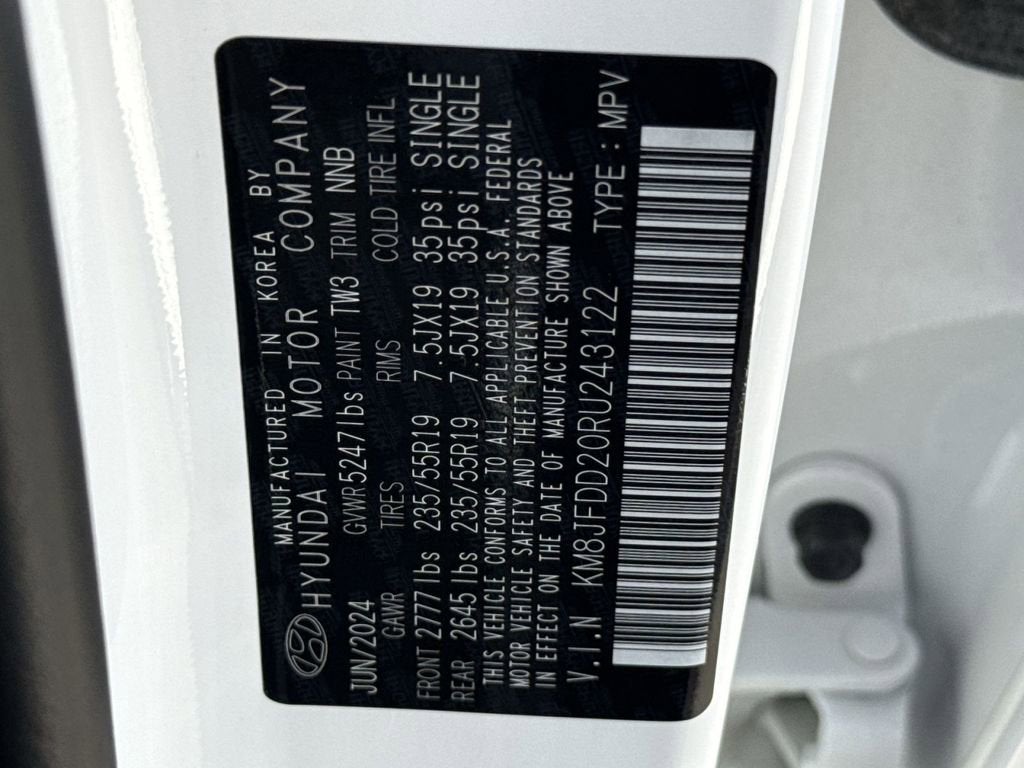 MANUFACTURED IN KOREA BY
HYUNDAI MOTOR COMPANY
JUN/2024 GVWR 5247lbs PAINT TW3 TRIM NNB
GAWR TIRES RIMS COLD TIRE INFL
FRONT 2777lbs 235/55R19 7.5JX19 35psi SINGLE
REAR 2645lbs 235/55R19 7.5JX19 35psi SINGLE
THIS VEHICLE CONFORMS TO ALL APPLICABLE U.S.A. FEDERAL
MOTOR VEHICLE SAFETY AND THEFT PREVENTION STANDARDS
IN EFFECT ON THE DATE OF MANUFACTURE SHOWN ABOVE
V.I.N KM8JFDD20RU243122 TYPE : MPV